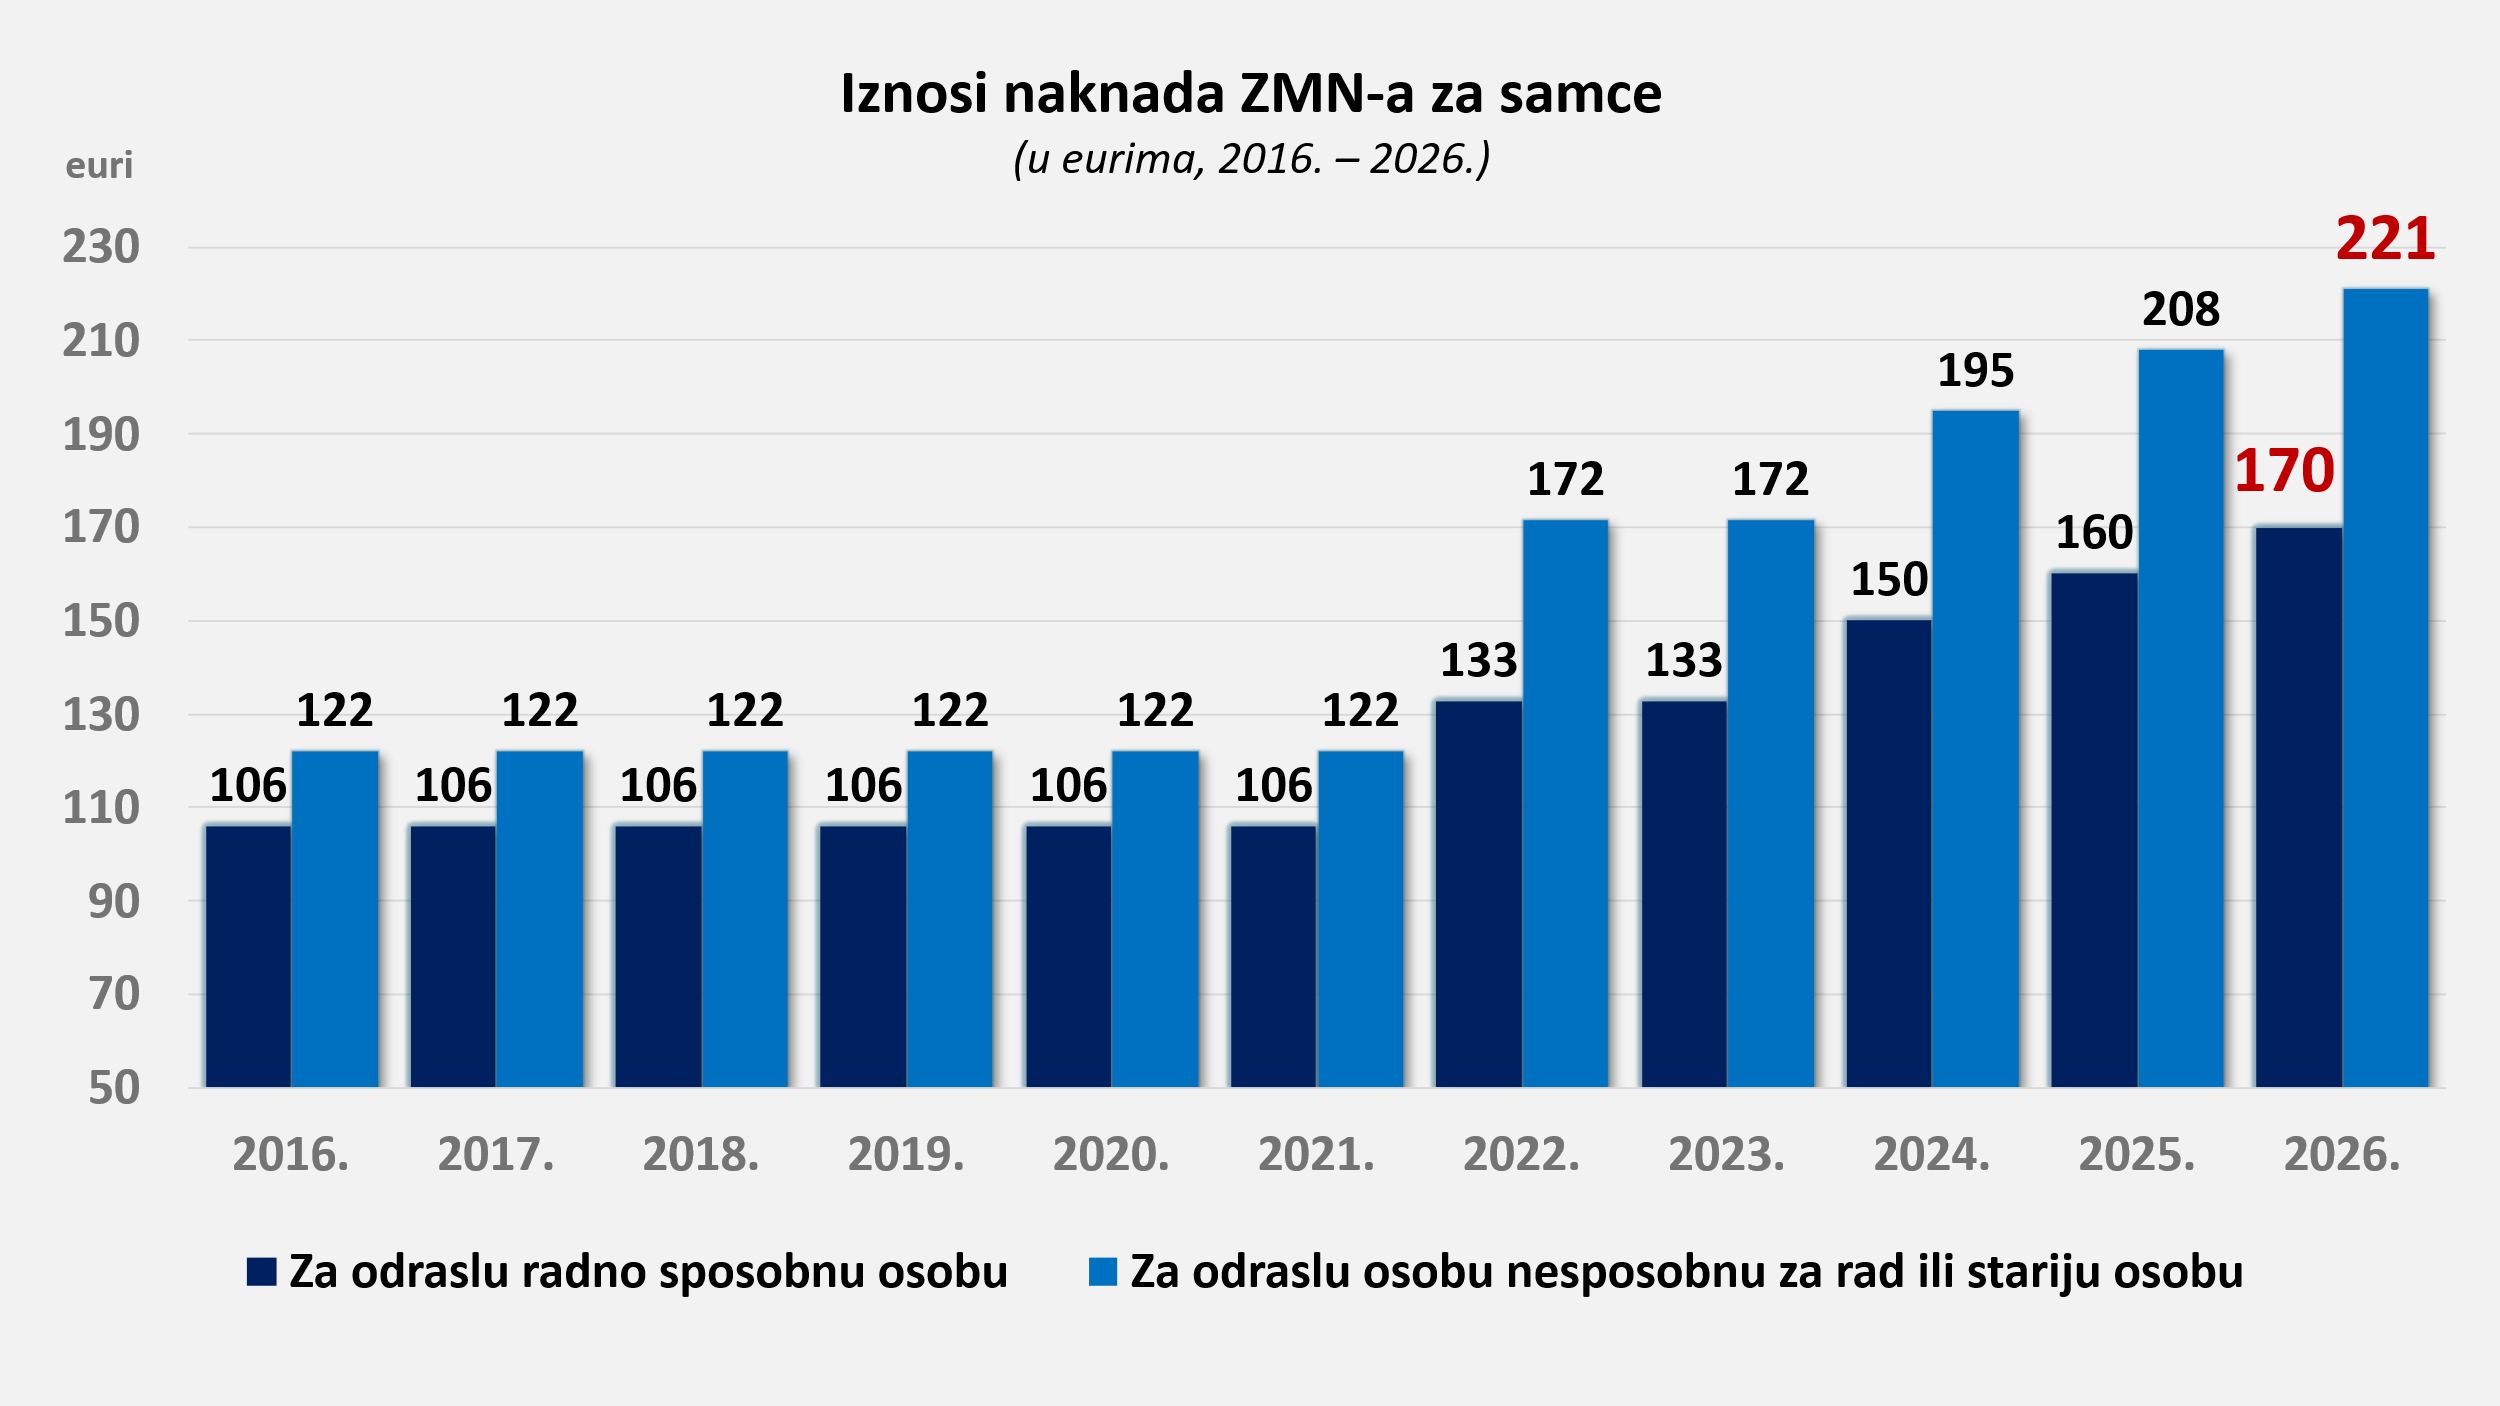 Iznosi naknada ZMN-a za samce
(u eurima, 2016. – 2026.)
euri
230
210
190
170
150
130
110
90
70
50
106 122 106 122 106 122 106 122 106 122 106 122 133 172 133 172 150 195 160 208 170 221
2016. 2017. 2018. 2019. 2020. 2021. 2022. 2023. 2024. 2025. 2026.
Za odraslu radno sposobnu osobu Za odraslu osobu nesposobnu za rad ili stariju osobu